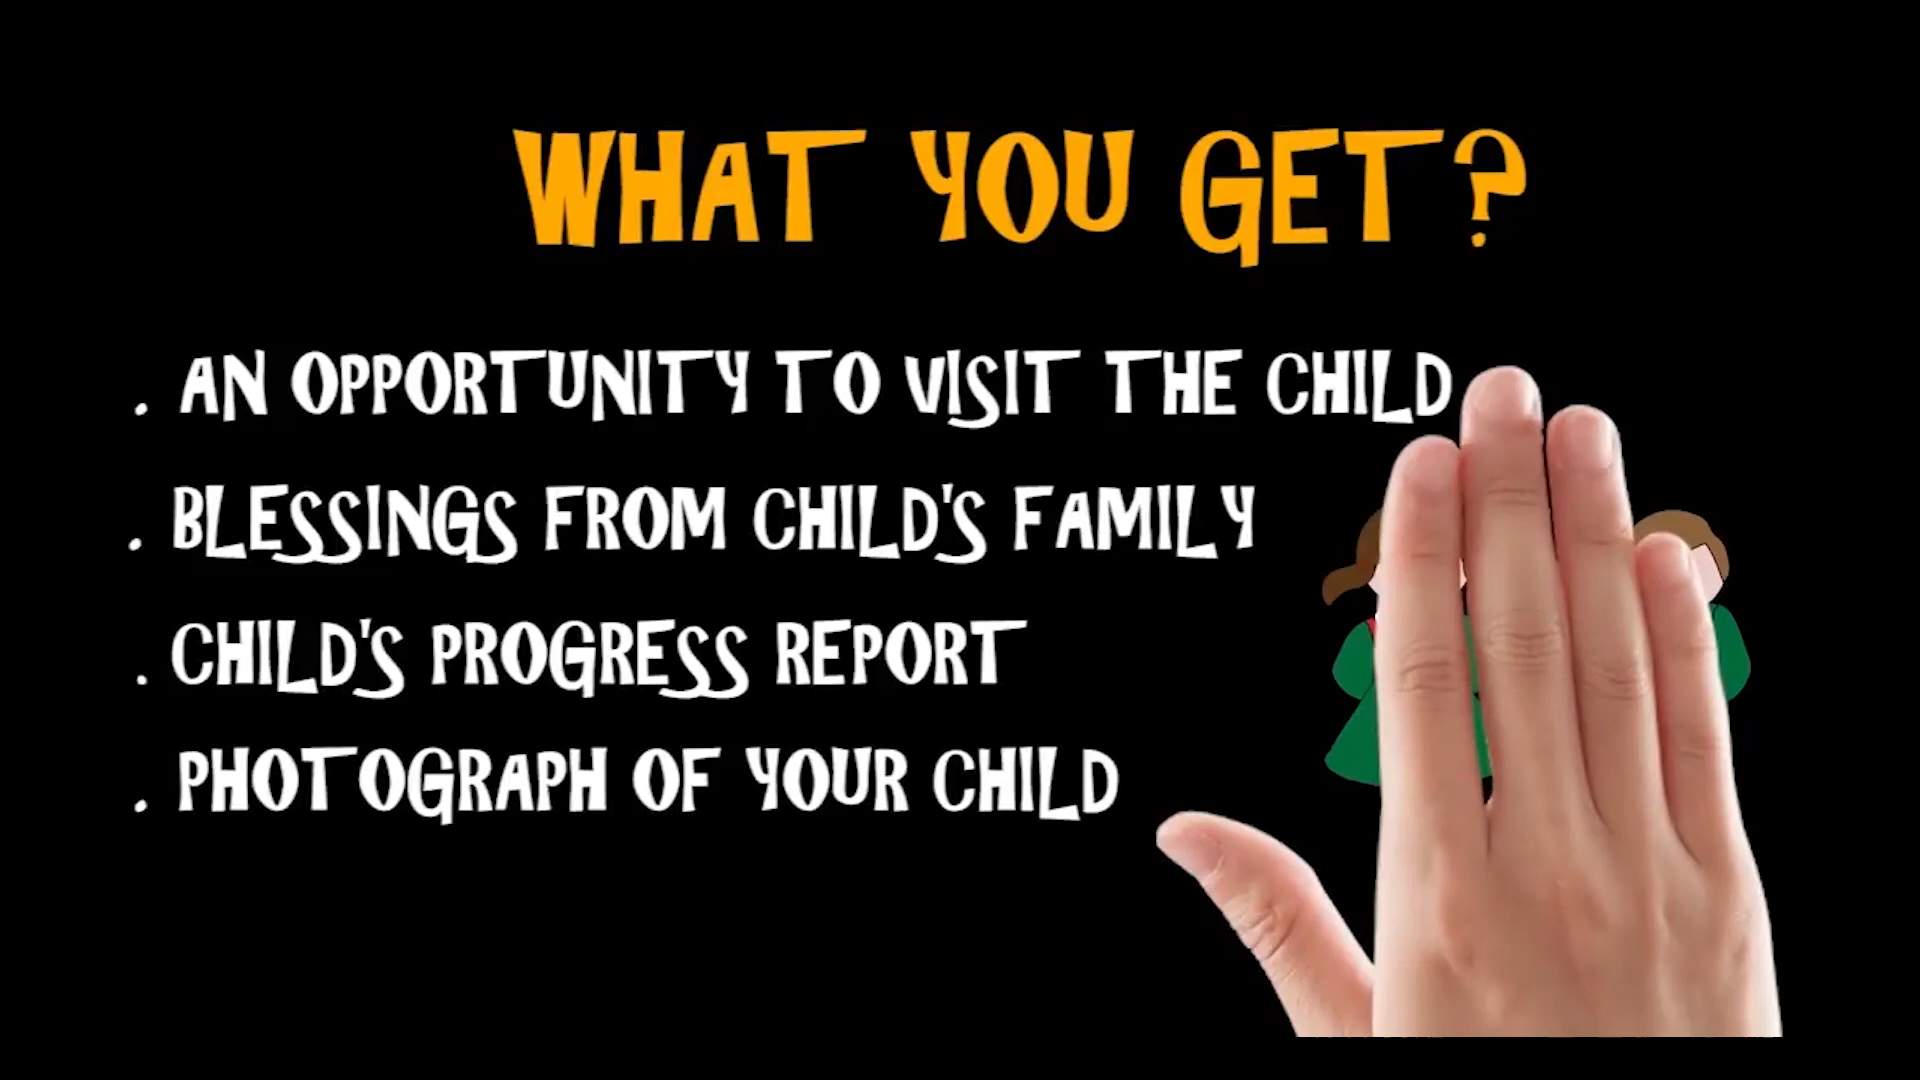 WHAT YOU GET?
. AN OPPORTUNITY TO VISIT THE CHILD
. BLESSINGS FROM CHILD'S FAMILY
. CHILD'S PROGRESS REPORT
. PHOTOGRAPH OF YOUR CHILD